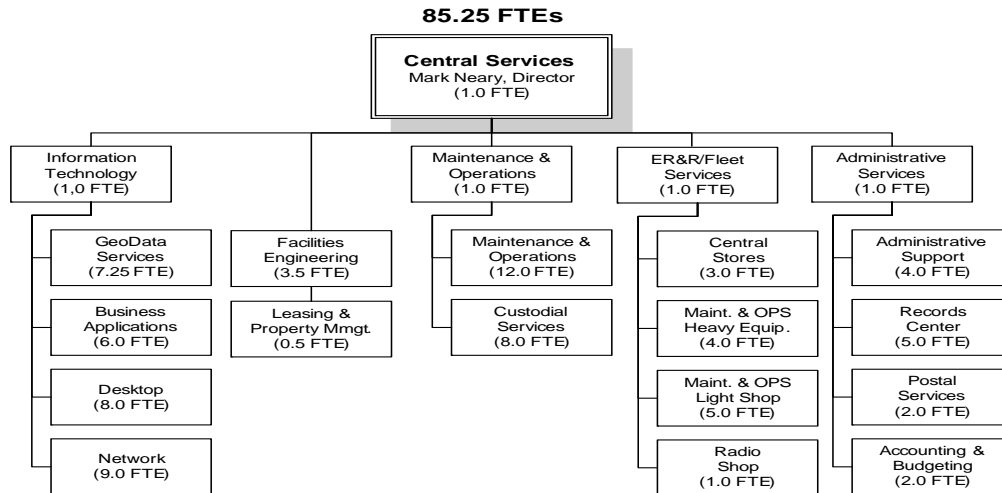 85.25 FTEs
Central Services
Mark Neary, Director
(1.0 FTE)
Information
Technology
(1,0 FTE)
Maintenance &
Operations
(1.0 FTE)
ER&R/Fleet
Services
(1.0 FTE)
Administrative
Services
(1.0 FTE)
GeoData
Services
(7.25 FTE)
Facilities
Engineering
(3.5 FTE)
Maintenance &
Operations
(12.0 FTE)
Central
Stores
(3.0 FTE)
Administrative
Support
(4.0 FTE)
Business
Applications
(6.0 FTE)
Leasing &
Property Mmgt.
(0.5 FTE)
Custodial
Services
(8.0 FTE)
Maint. & OPS
Heavy Equip.
(4.0 FTE)
Records
Center
(5.0 FTE)
Desktop
(8.0 FTE)
Maint. & OPS
Light Shop
(5.0 FTE)
Postal
Services
(2.0 FTE)
Network
(9.0 FTE)
Radio
Shop
(1.0 FTE)
Accounting &
Budgeting
(2.0 FTE)